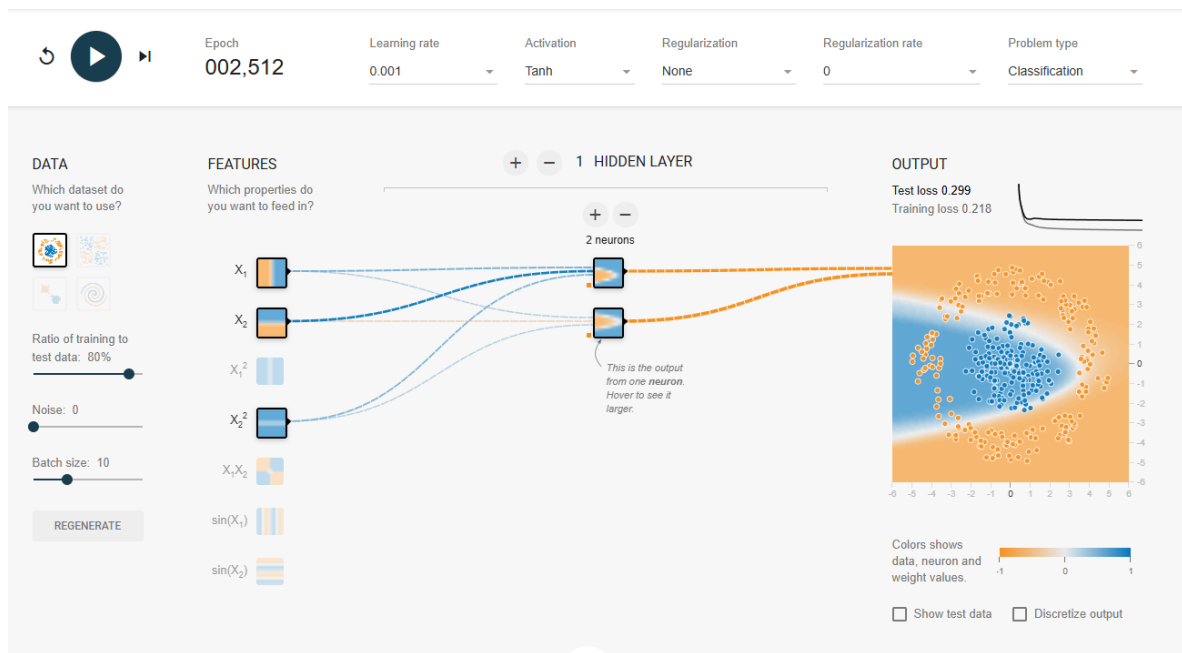 Epoch
002,512
Learning rate
0.001
Activation
Tanh
Regularization
None
Regularization rate
0
Problem type
Classification
DATA
Which dataset do
you want to use?
Ratio of training to
test data: 80%
Noise: 0
Batch size: 10
REGENERATE
FEATURES
Which properties do
you want to feed in?
X₁
X₂
X₁²
X₂²
X₁X₂
sin(X₁)
sin(X₂)
+ − 1 HIDDEN LAYER
+ −
2 neurons
This is the output
from one neuron.
Hover to see it
larger.
OUTPUT
Test loss 0.299
Training loss 0.218
6
5
4
3
2
1
0
-1
-2
-3
-4
-5
-6
-6 -5 -4 -3 -2 -1 0 1 2 3 4 5 6
Colors shows
data, neuron and
weight values.
-1 0 1
Show test data
Discretize output